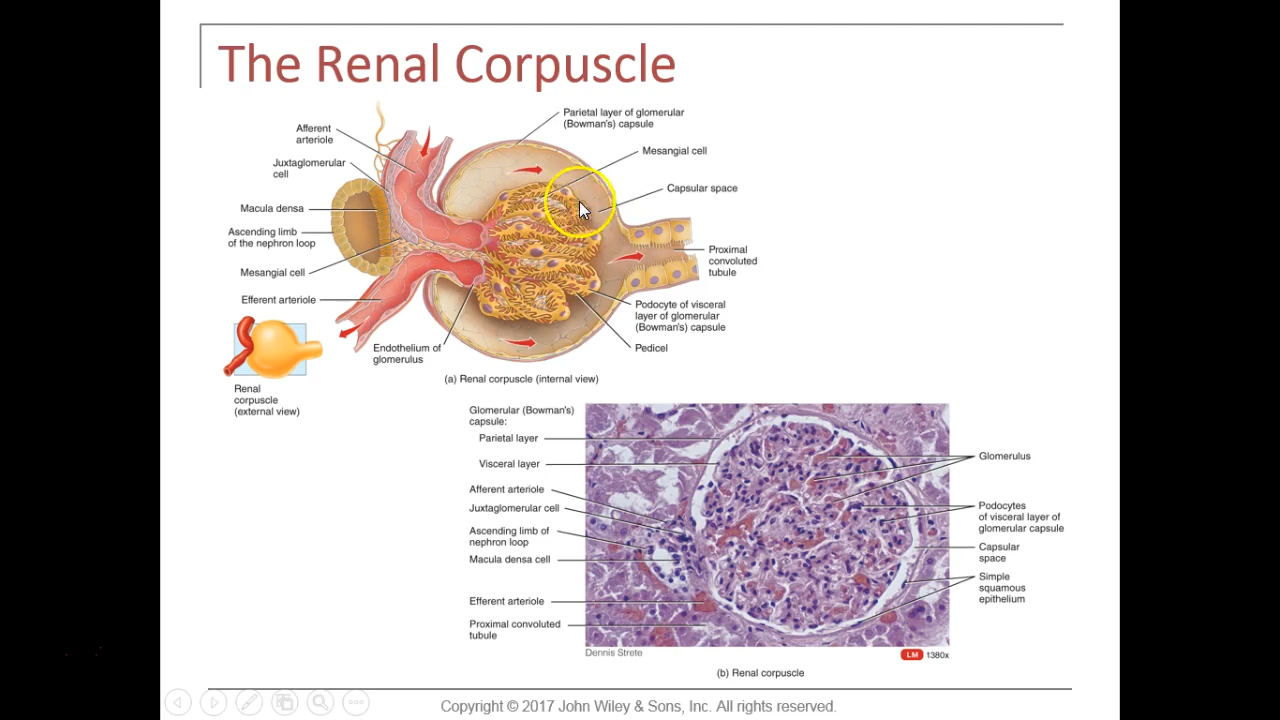 The Renal Corpuscle
Parietal layer of glomerular
(Bowman's) capsule
Afferent
arteriole
Mesangial cell
Juxtaglomerular
cell
Capsular space
Macula densa
Ascending limb
of the nephron loop
Proximal
convoluted
tubule
Mesangial cell
Efferent arteriole
Podocyte of visceral
layer of glomerular
(Bowman's) capsule
Endothelium of
glomerulus
Pedicel
(a) Renal corpuscle (internal view)
Renal
corpuscle
(external view)
Glomerular (Bowman's)
capsule:
Parietal layer
Visceral layer
Afferent arteriole
Juxtaglomerular cell
Ascending limb of
nephron loop
Macula densa cell
Efferent arteriole
Proximal convoluted
tubule
Glomerulus
Podocytes
of visceral layer of
glomerular capsule
Capsular
space
Simple
squamous
epithelium
Dennis Strete
LM 1380x
(b) Renal corpuscle
Copyright © 2017 John Wiley & Sons, Inc. All rights reserved.